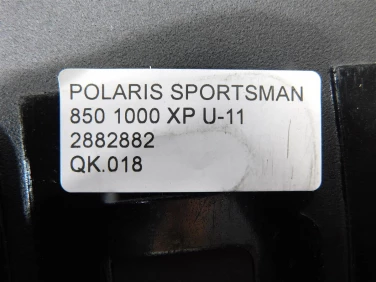 POLARIS SPORTSMAN
850 1000 XP U-11
2882882
QK.018